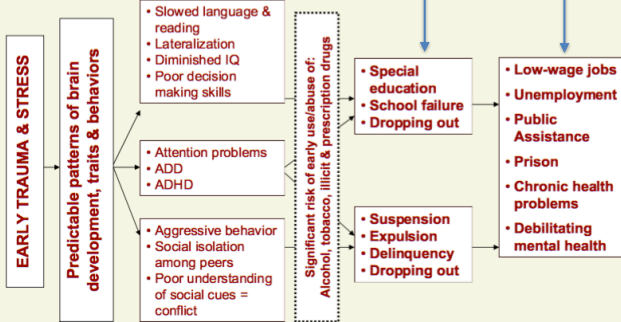 EARLY TRAUMA & STRESS
Predictable patterns of brain
development, traits & behaviors
• Slowed language &
reading
• Lateralization
• Diminished IQ
• Poor decision
making skills
• Attention problems
• ADD
• ADHD
• Aggressive behavior
• Social isolation
among peers
• Poor understanding
of social cues =
conflict
Significant risk of early use/abuse of:
Alcohol, tobacco, illicit & prescription drugs
• Special
education
• School failure
• Dropping out
• Suspension
• Expulsion
• Delinquency
• Dropping out
• Low-wage jobs
• Unemployment
• Public
Assistance
• Prison
• Chronic health
problems
• Debilitating
mental health